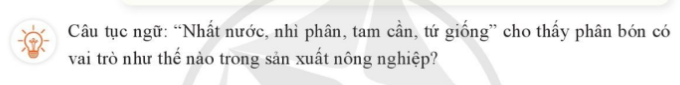 Câu tục ngữ: “Nhất nước, nhì phân, tam cần, tứ giống” cho thấy phân bón có
vai trò như thế nào trong sản xuất nông nghiệp?